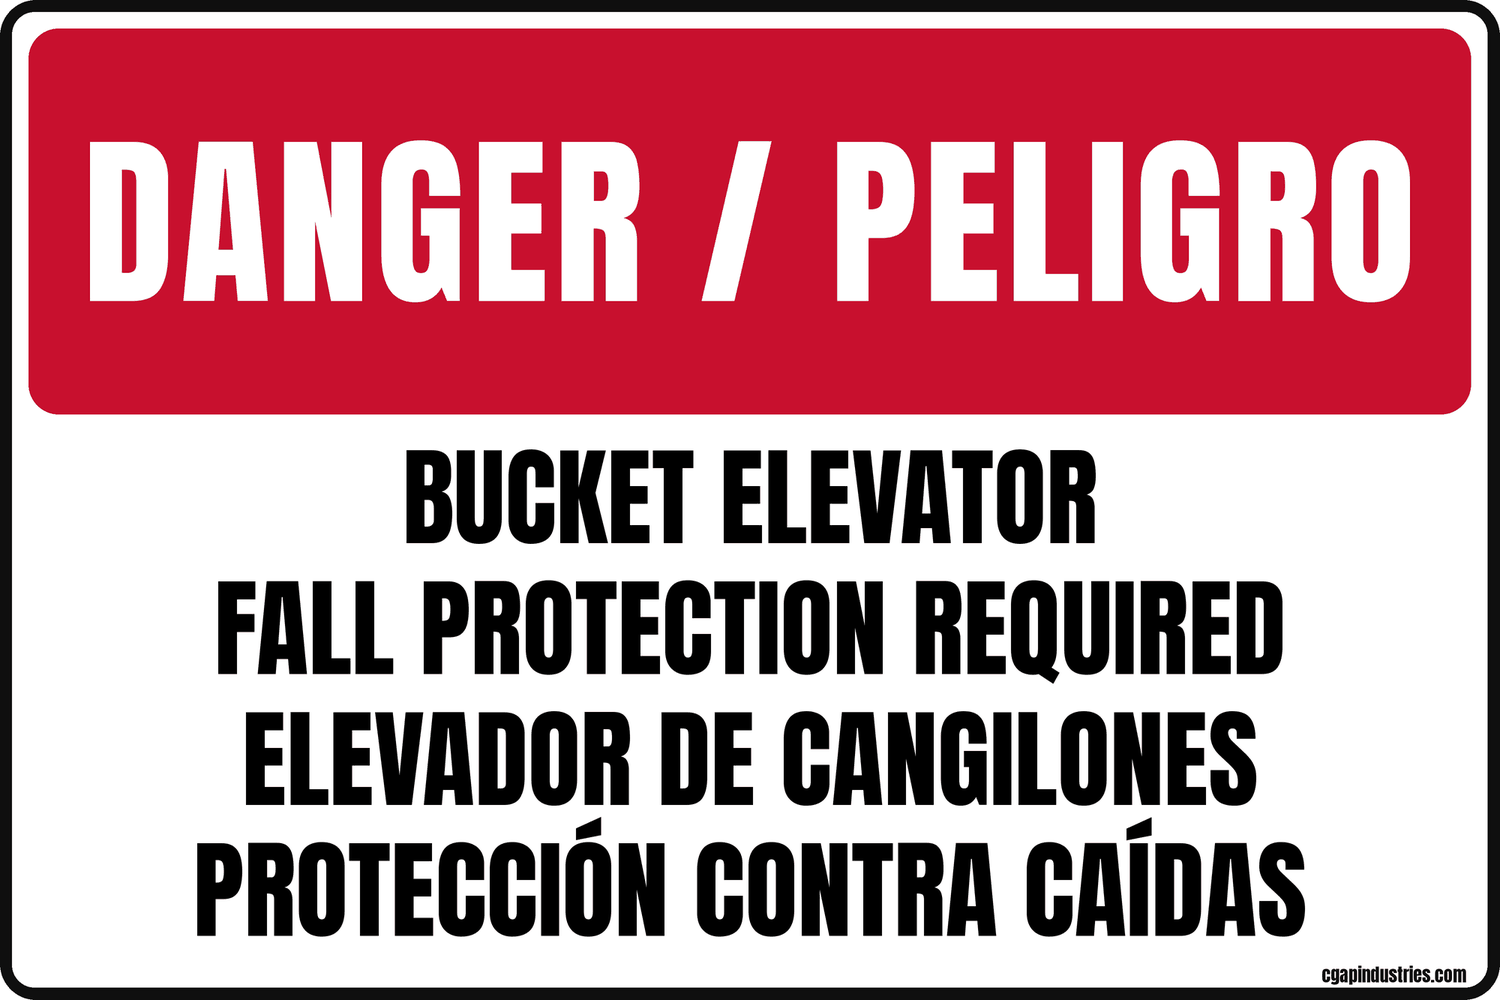 DANGER / PELIGRO
BUCKET ELEVATOR
FALL PROTECTION REQUIRED
ELEVADOR DE CANGILONES
PROTECCIÓN CONTRA CAÍDAS
cgapindustries.com